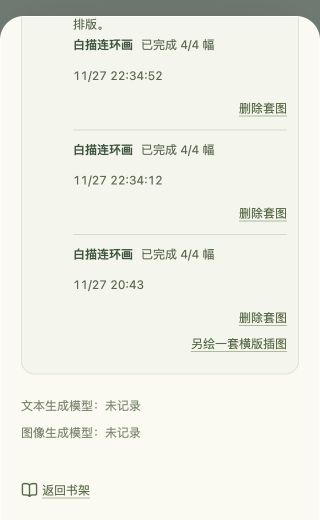 排版。
白描连环画 已完成 4/4 幅
11/27 22:34:52
删除套图
白描连环画 已完成 4/4 幅
11/27 22:34:12
删除套图
白描连环画 已完成 4/4 幅
11/27 20:43
删除套图
另绘一套横版插图
文本生成模型：未记录
图像生成模型：未记录
返回书架